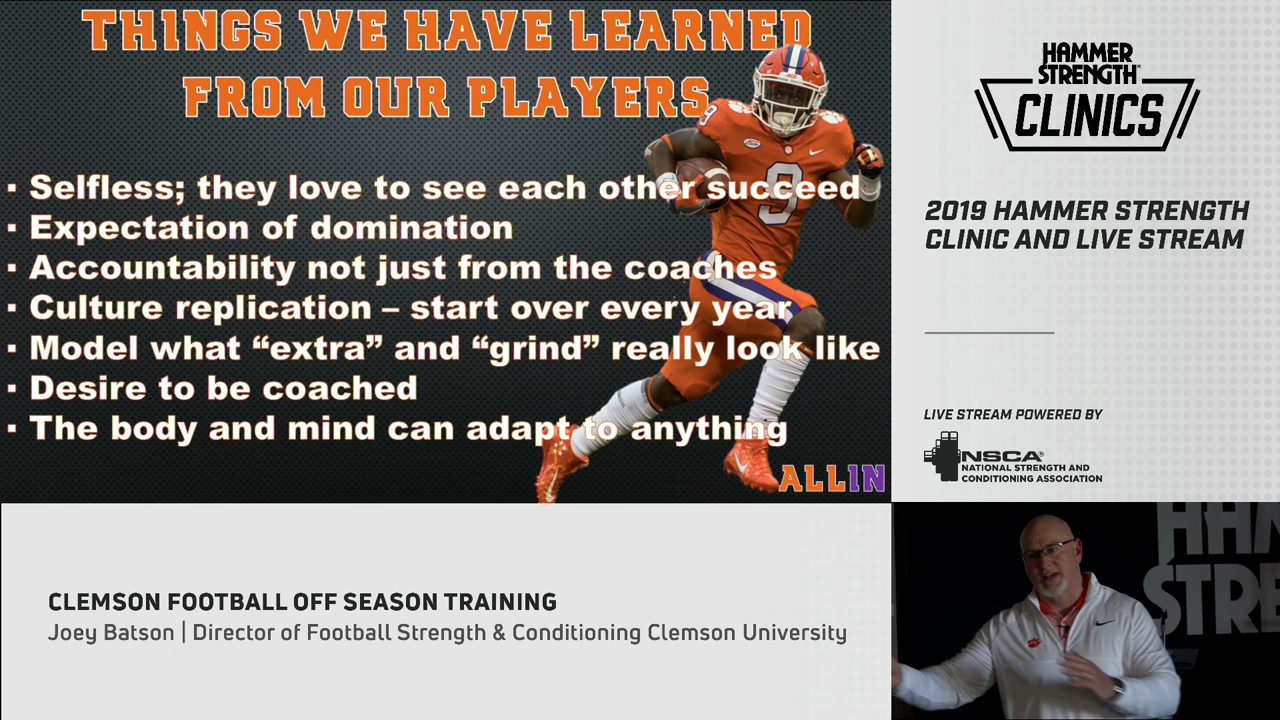 THINGS WE HAVE LEARNED
FROM OUR PLAYERS
▪ Selfless; they love to see each other succeed
▪ Expectation of domination
▪ Accountability not just from the coaches
▪ Culture replication – start over every year
▪ Model what “extra” and “grind” really look like
▪ Desire to be coached
▪ The body and mind can adapt to anything
ALLIN
9
9
HAMMER
STRENGTH®
CLINICS
2019 HAMMER STRENGTH
CLINIC AND LIVE STREAM
LIVE STREAM POWERED BY
NSCA®
NATIONAL STRENGTH AND
CONDITIONING ASSOCIATION
CLEMSON FOOTBALL OFF SEASON TRAINING
Joey Batson | Director of Football Strength & Conditioning Clemson University